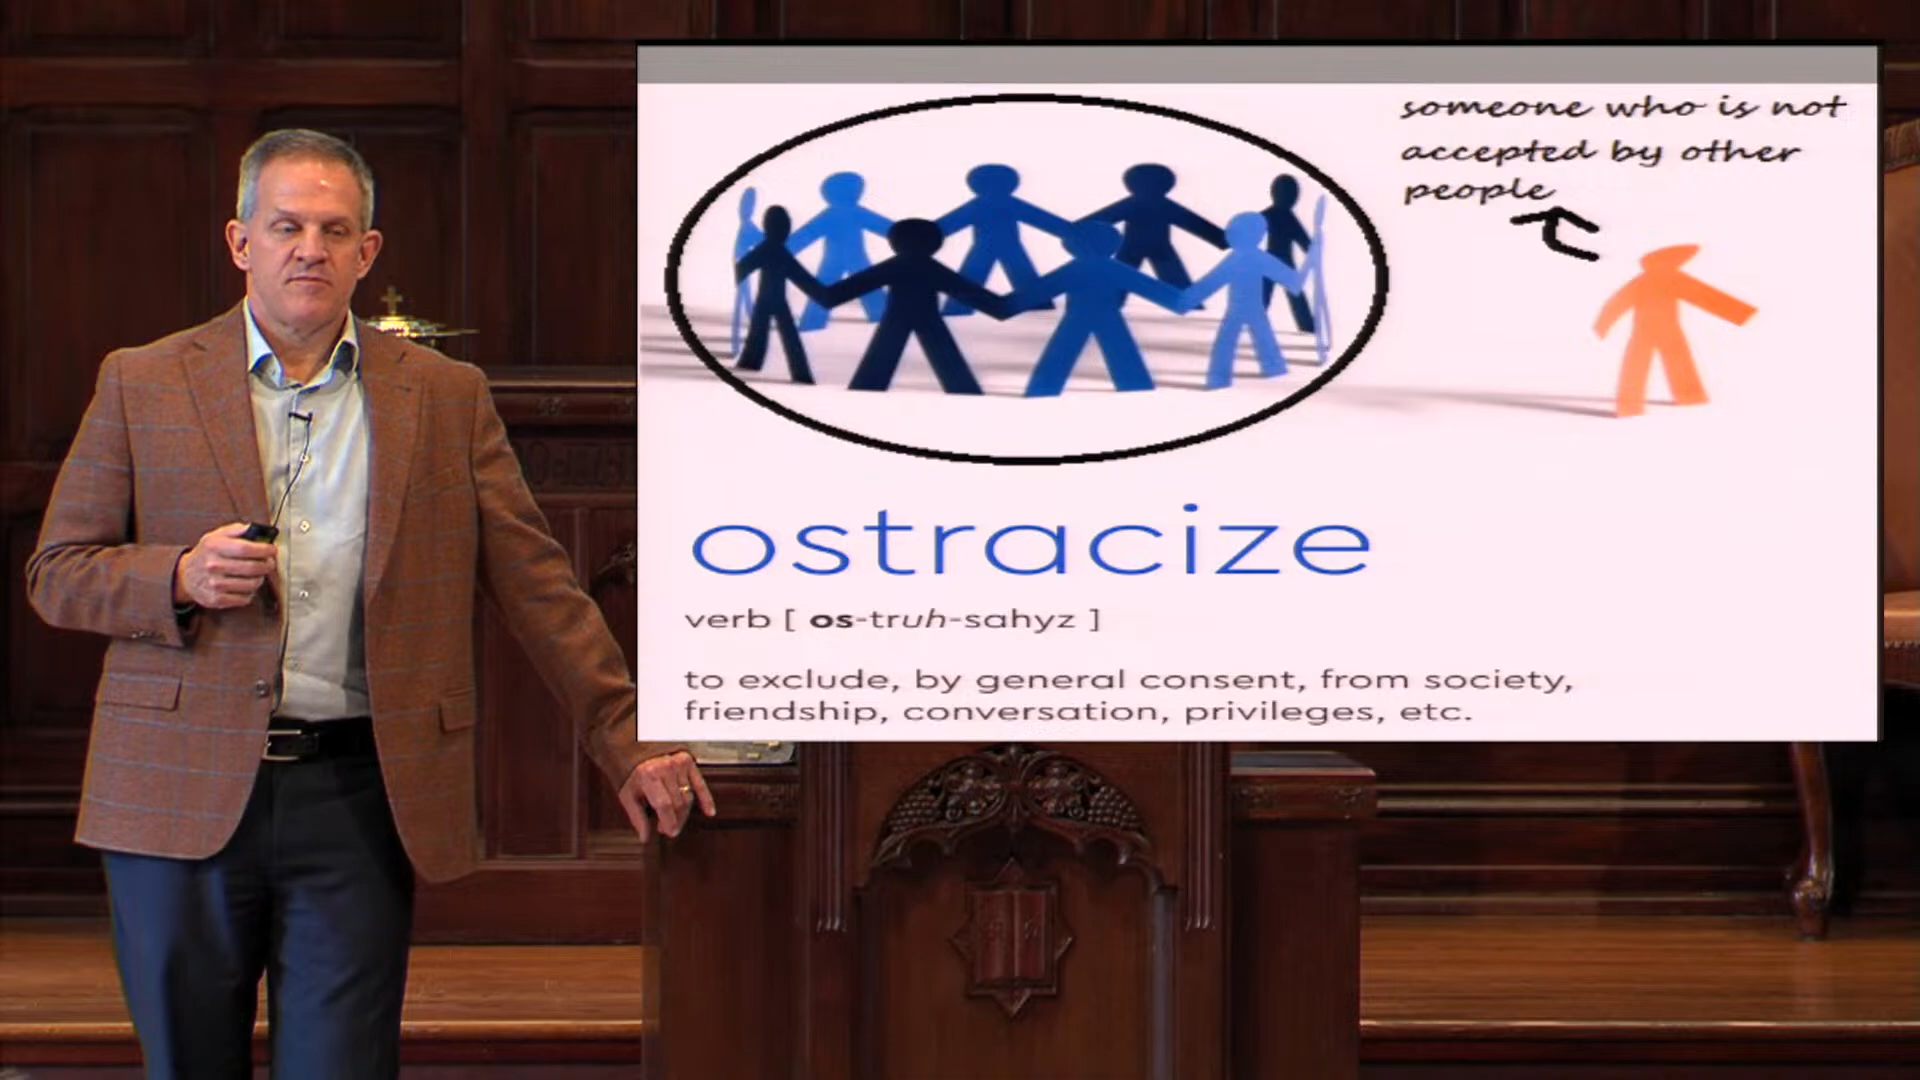 someone who is not
accepted by other
people
ostracize
verb [ os-truh-sahyz ]
to exclude, by general consent, from society,
friendship, conversation, privileges, etc.